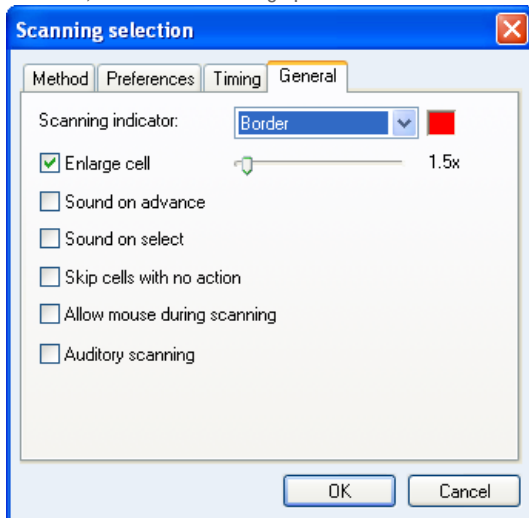 Scanning selection
Method Preferences Timing General
Scanning indicator: Border
Enlarge cell 1.5x
Sound on advance
Sound on select
Skip cells with no action
Allow mouse during scanning
Auditory scanning
OK Cancel